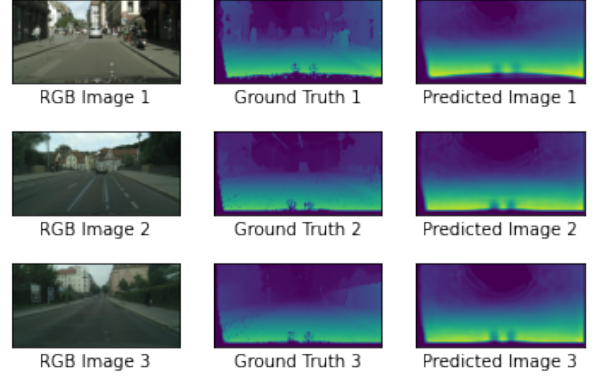 RGB Image 1
Ground Truth 1
Predicted Image 1
RGB Image 2
Ground Truth 2
Predicted Image 2
RGB Image 3
Ground Truth 3
Predicted Image 3